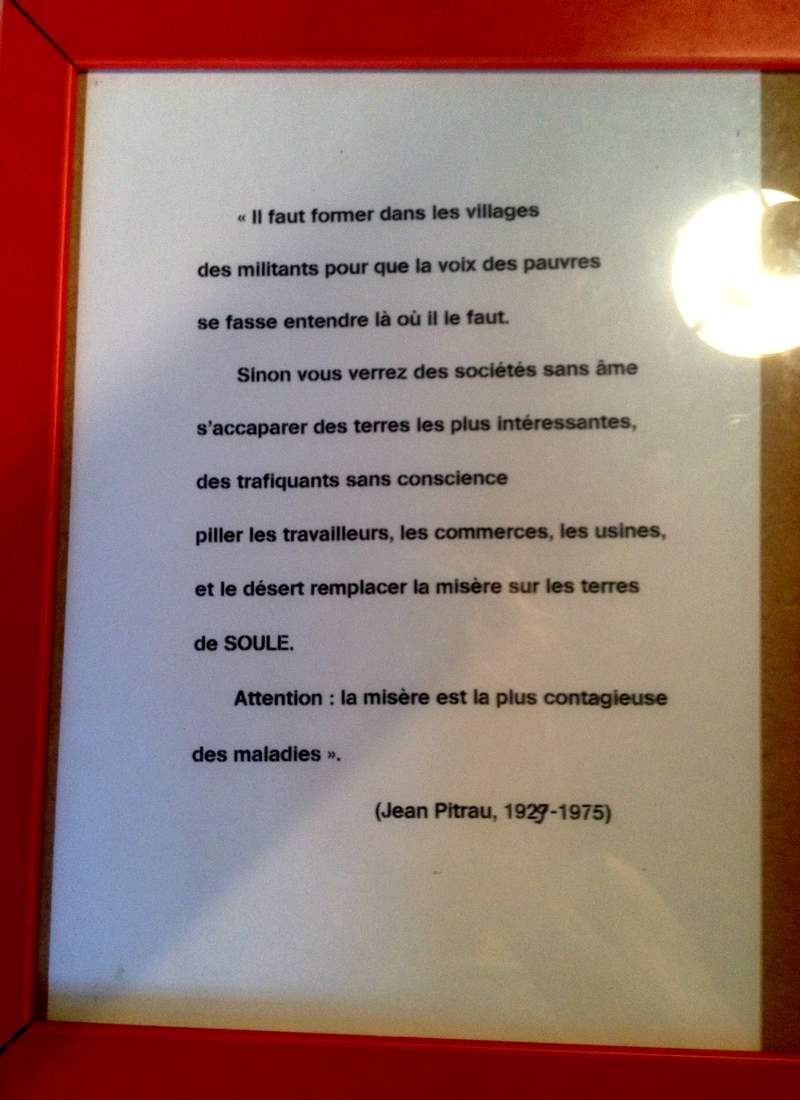 « Il faut former dans les villages
des militants pour que la voix des pauvres
se fasse entendre là où il le faut.
Sinon vous verrez des sociétés sans âme
s'accaparer des terres les plus intéressantes,
des trafiquants sans conscience
piller les travailleurs, les commerces, les usines,
et le désert remplacer la misère sur les terres
de SOULE.
Attention : la misère est la plus contagieuse
des maladies ».
(Jean Pitrau, 1929-1975)